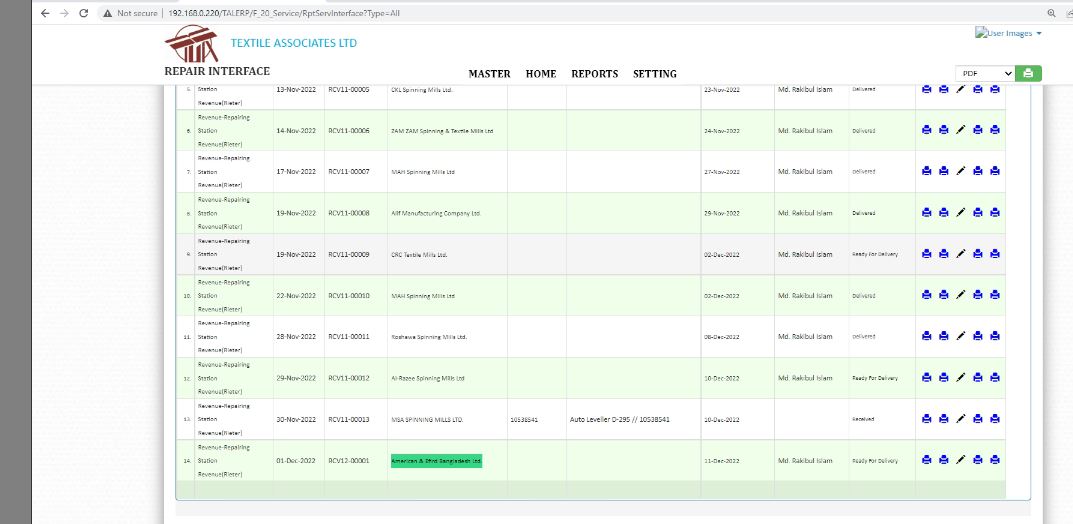 Not secure | 192.168.0.220/TALERP/F_20_Service/RptServInterface?Type=All
TEXTILE ASSOCIATES LTD
User Images
REPAIR INTERFACE
MASTER HOME REPORTS SETTING
PDF
5. Station Revenue(Rieter) 13-Nov-2022 RCV11-00005 CKL Spinning Mills Ltd. 23-Nov-2022 Md. Rakibul Islam Delivered
6. Revenue-Repairing Station Revenue(Rieter) 14-Nov-2022 RCV11-00006 ZAM ZAM Spinning & Textile Mills Ltd 24-Nov-2022 Md. Rakibul Islam Delivered
7. Revenue-Repairing Station Revenue(Rieter) 17-Nov-2022 RCV11-00007 MAH Spinning Mills Ltd 27-Nov-2022 Md. Rakibul Islam Delivered
8. Revenue-Repairing Station Revenue(Rieter) 19-Nov-2022 RCV11-00008 Alif Manufacturing Company Ltd. 29-Nov-2022 Md. Rakibul Islam Delivered
9. Revenue-Repairing Station Revenue(Rieter) 19-Nov-2022 RCV11-00009 CRC Textile Mills Ltd. 02-Dec-2022 Md. Rakibul Islam Ready For Delivery
10. Revenue-Repairing Station Revenue(Rieter) 22-Nov-2022 RCV11-00010 MAH Spinning Mills Ltd 02-Dec-2022 Md. Rakibul Islam Delivered
11. Revenue-Repairing Station Revenue(Rieter) 28-Nov-2022 RCV11-00011 Roshawa Spinning Mills Ltd. 08-Dec-2022 Md. Rakibul Islam Delivered
12. Revenue-Repairing Station Revenue(Rieter) 29-Nov-2022 RCV11-00012 Al-Razee Spinning Mills Ltd 10-Dec-2022 Md. Rakibul Islam Ready For Delivery
13. Revenue-Repairing Station Revenue(Rieter) 30-Nov-2022 RCV11-00013 MSA SPINNING MILLS LTD. 10538541 Auto Leveller D-295 // 10538541 10-Dec-2022 Received
14. Revenue-Repairing Station Revenue(Rieter) 01-Dec-2022 RCV12-00001 American & Efird Bangladesh Ltd. 11-Dec-2022 Md. Rakibul Islam Ready For Delivery